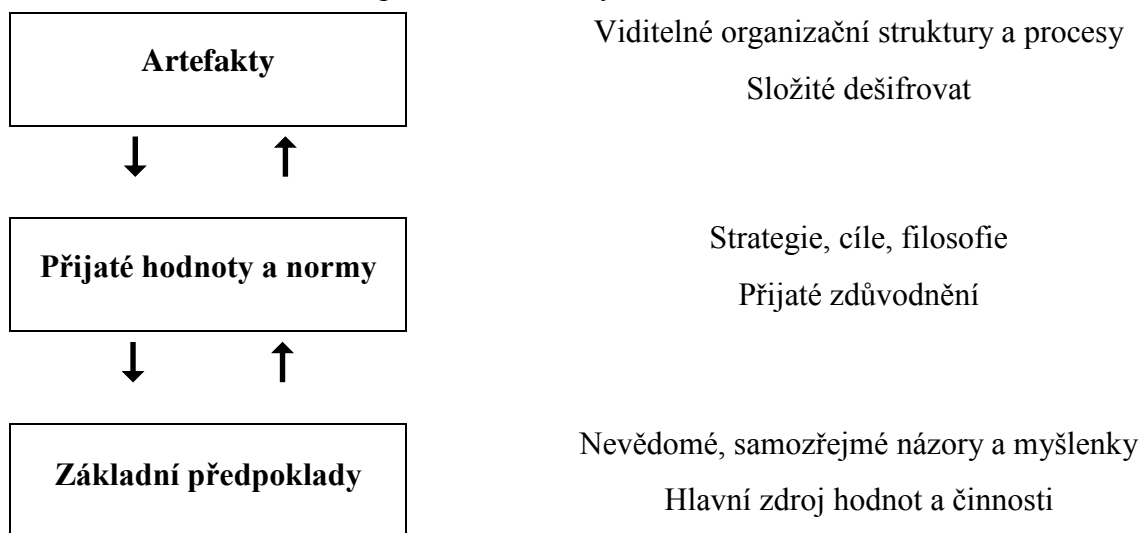 Viditelné organizační struktury a procesy
Artefakty
Složité dešifrovat
Strategie, cíle, filosofie
Přijaté hodnoty a normy
Přijaté zdůvodnění
Nevědomé, samozřejmé názory a myšlenky
Základní předpoklady
Hlavní zdroj hodnot a činnosti